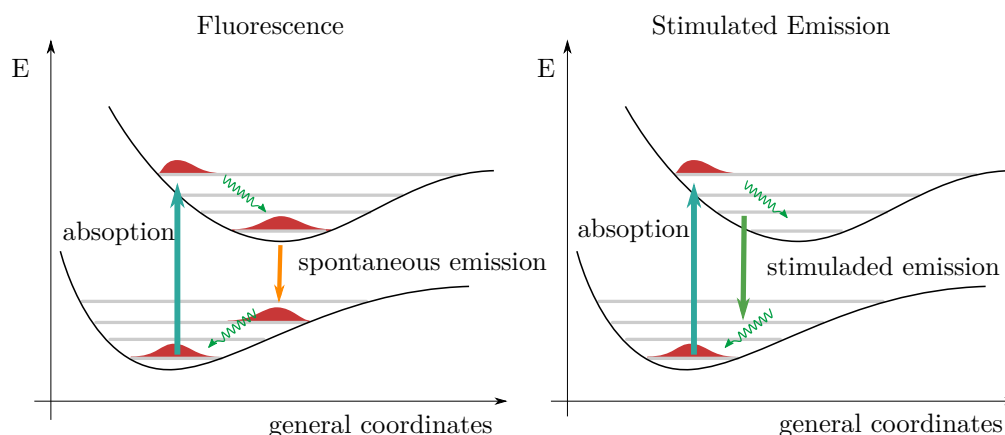 Fluorescence
E
absoption
spontaneous emission
general coordinates
Stimulated Emission
E
absoption
stimuladed emission
general coordinates